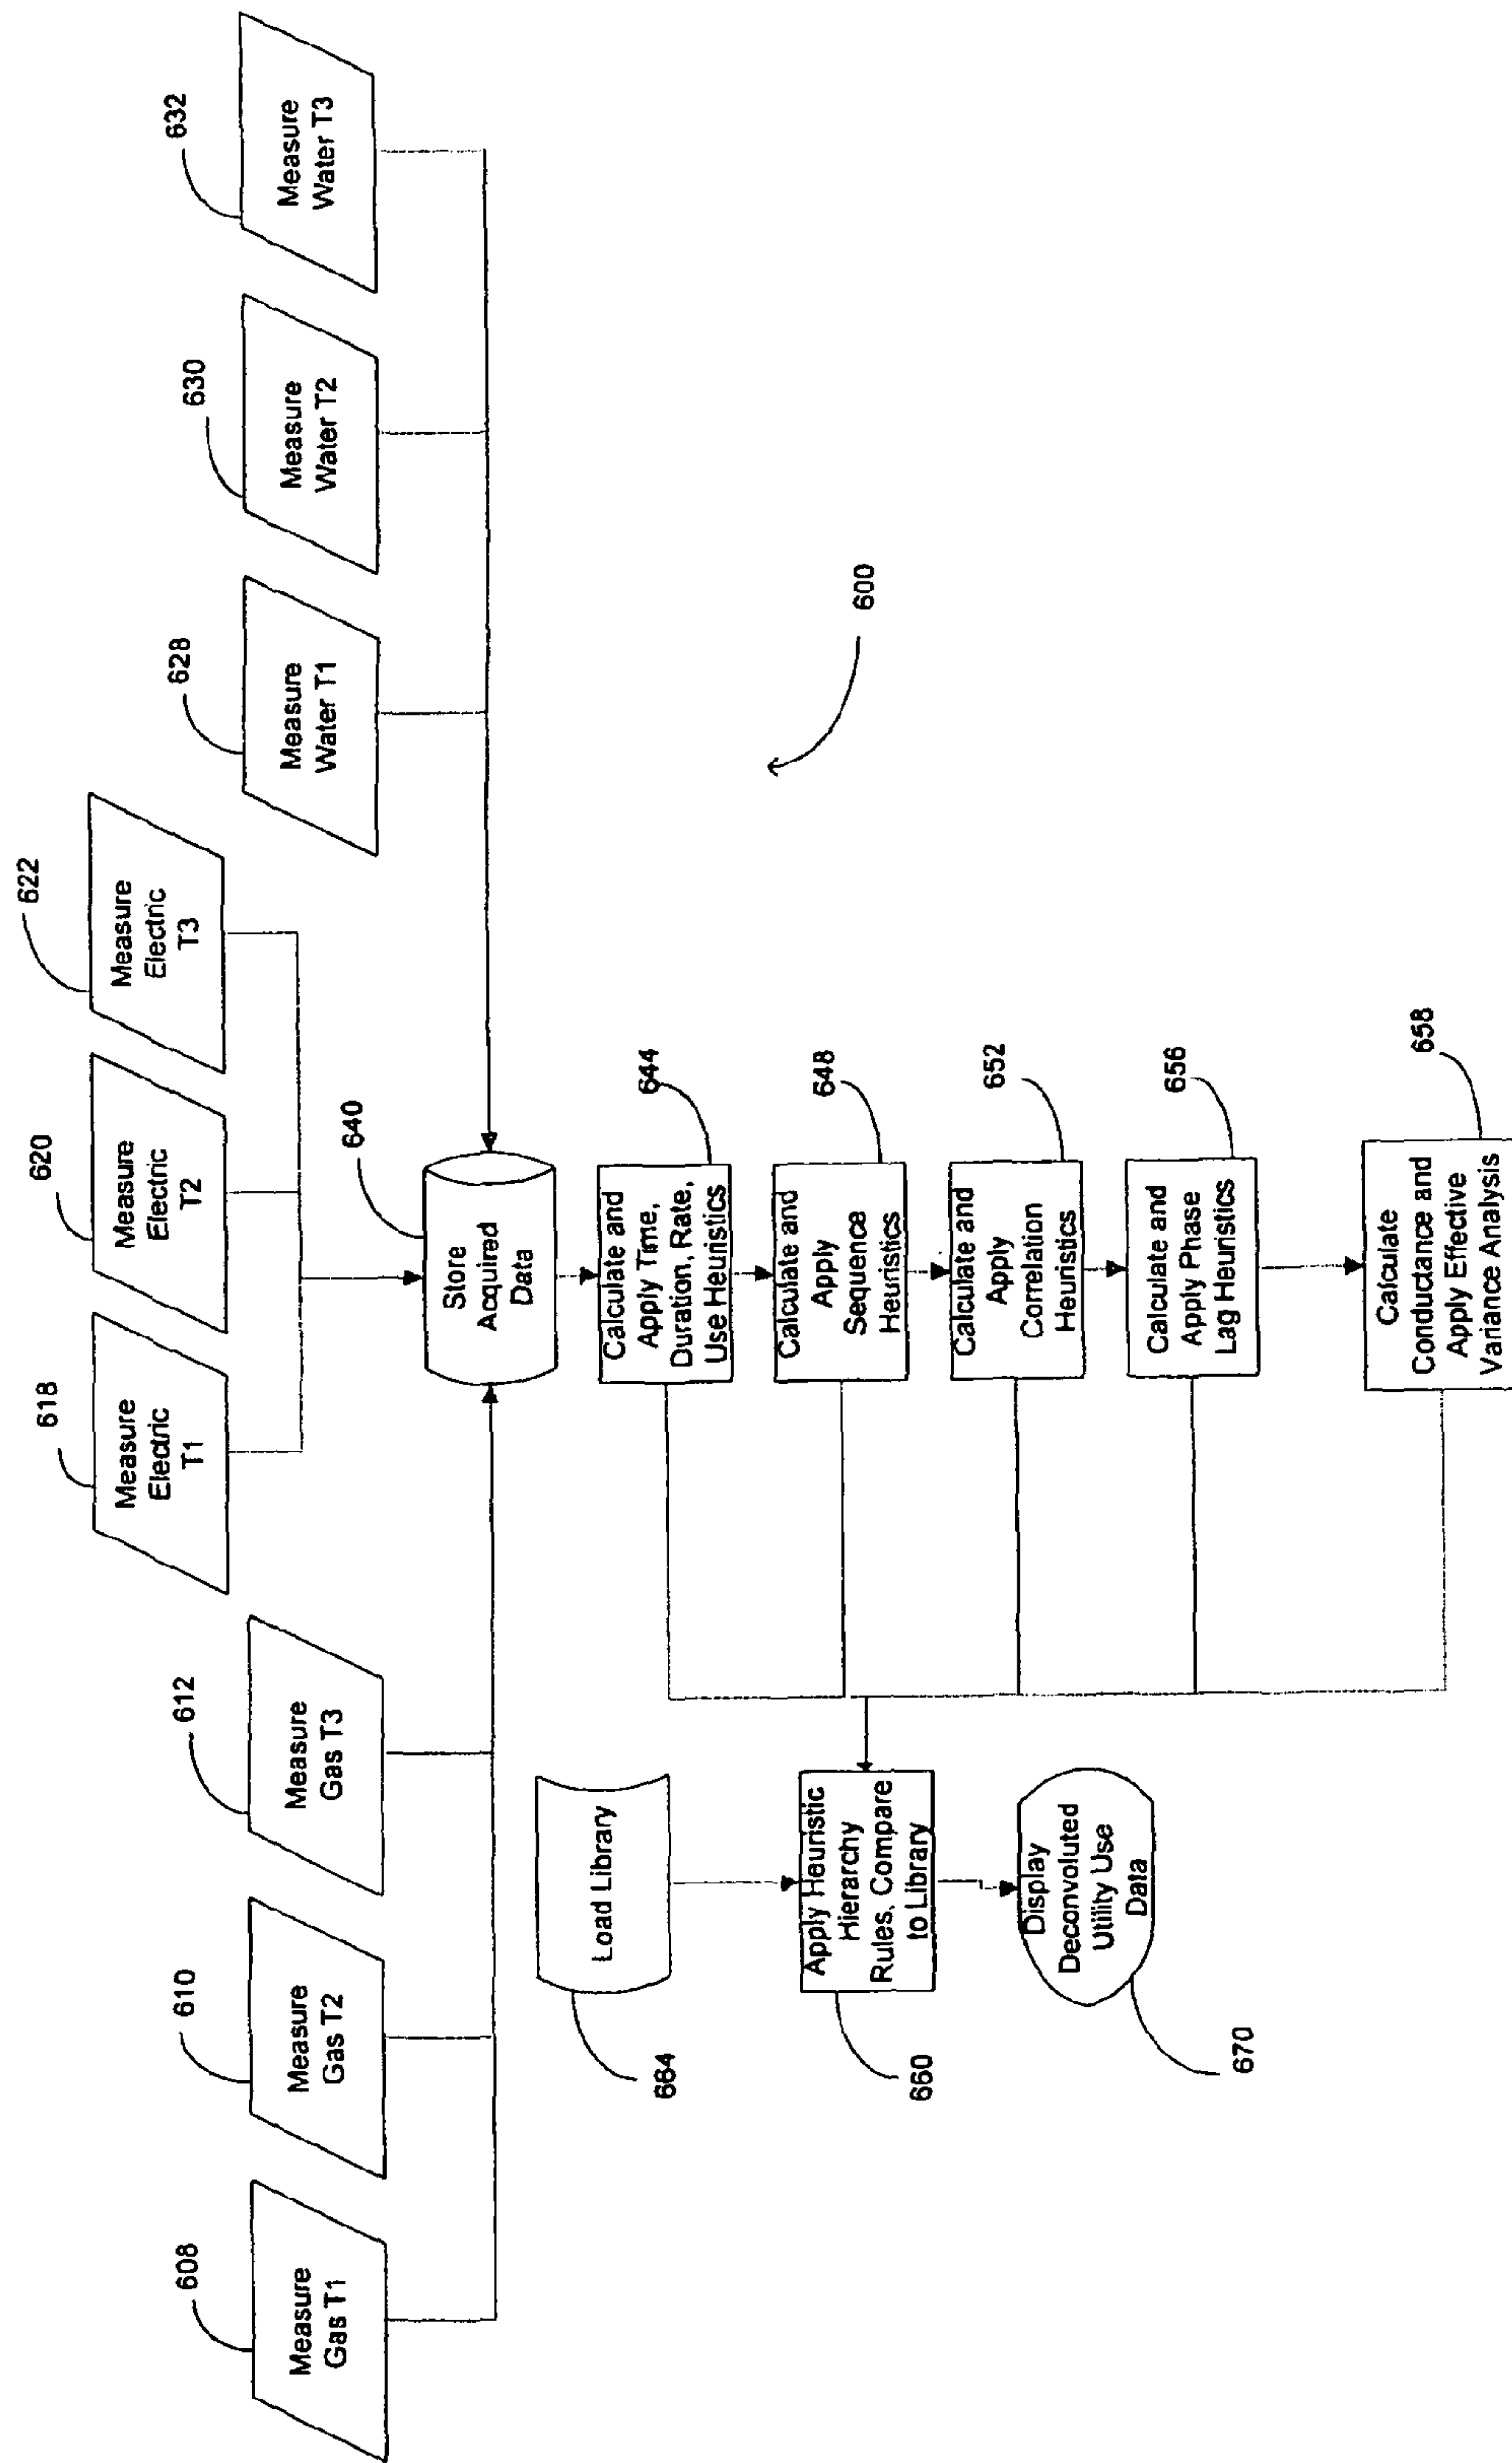 622
Measure
Electric
T3
620
Measure
Electric
T2
618
Measure
Electric
T1
632
Measure
Water T3
630
Measure
Water T2
628
Measure
Water T1
612
Measure
Gas T3
610
Measure
Gas T2
608
Measure
Gas T1
640
Store
Acquired
Data
644
Calculate and
Apply Time,
Duration, Rate,
Use Heuristics
648
Calculate and
Apply
Sequence
Heuristics
652
Calculate and
Apply
Correlation
Heuristics
656
Calculate and
Apply Phase
Lag Heuristics
658
Calculate
Conductance and
Apply Effective
Variance Analysis
600
Load Library
664
Apply Heuristic
Hierarchy
Rules, Compare
to Library
660
Display
Deconvoluted
Utility Use
Data
670